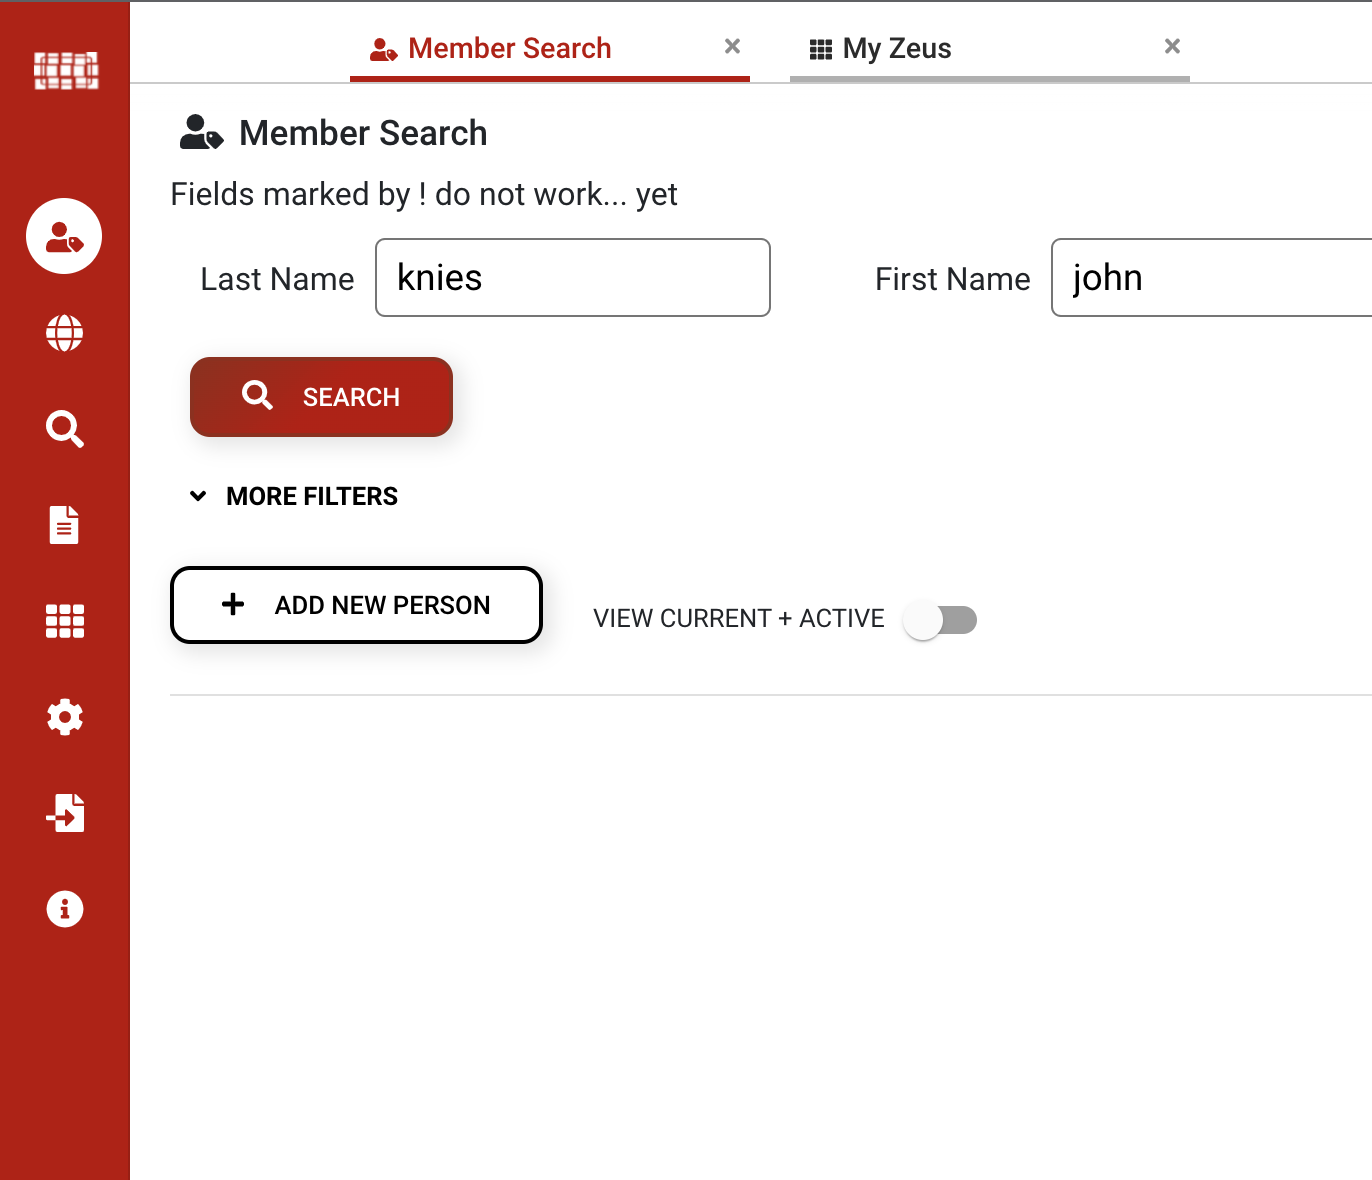 Member Search
My Zeus
Member Search
Fields marked by ! do not work... yet
Last Name knies First Name john
SEARCH
MORE FILTERS
ADD NEW PERSON VIEW CURRENT + ACTIVE